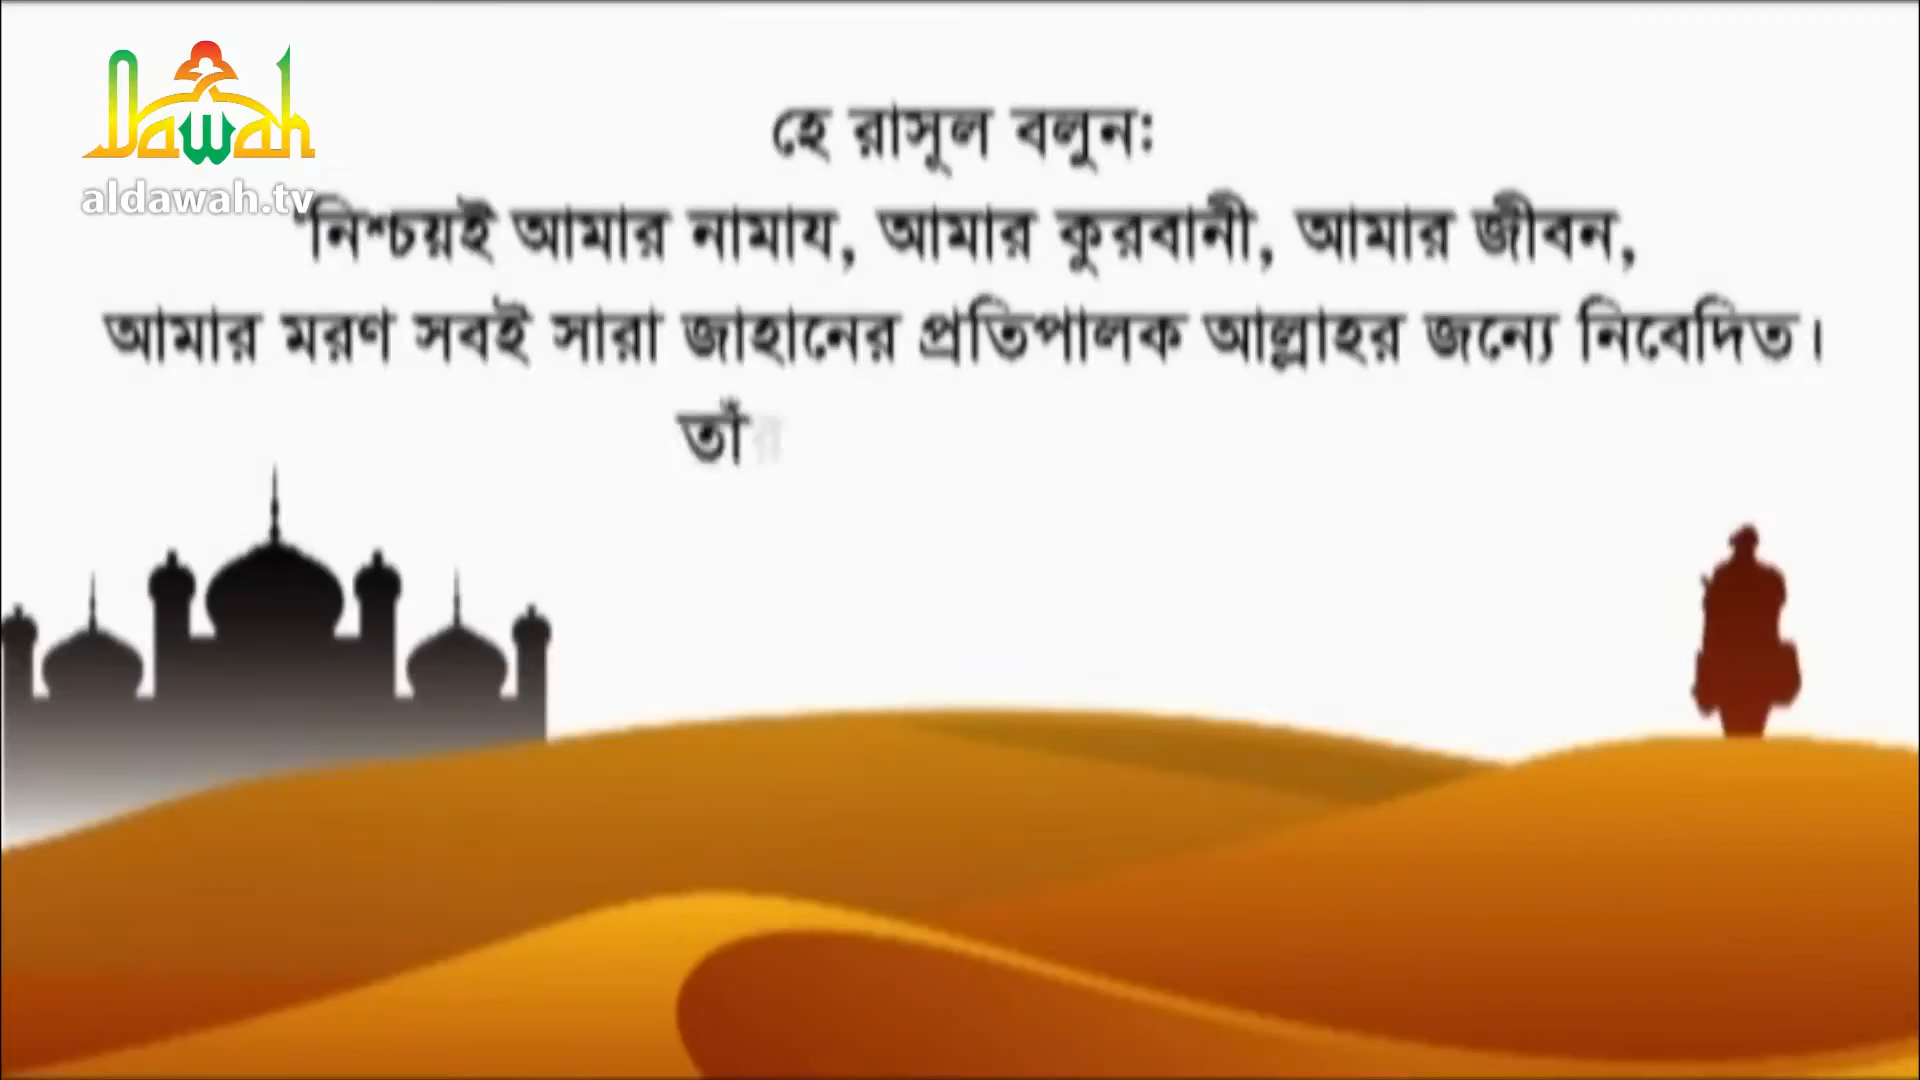 Dawah
aldawah.tv
হে রাসূল বলুনঃ
"নিশ্চয়ই আমার নামায, আমার কুরবানী, আমার জীবন,
আমার মরণ সবই সারা জাহানের প্রতিপালক আল্লাহর জন্যে নিবেদিত।
তাঁর